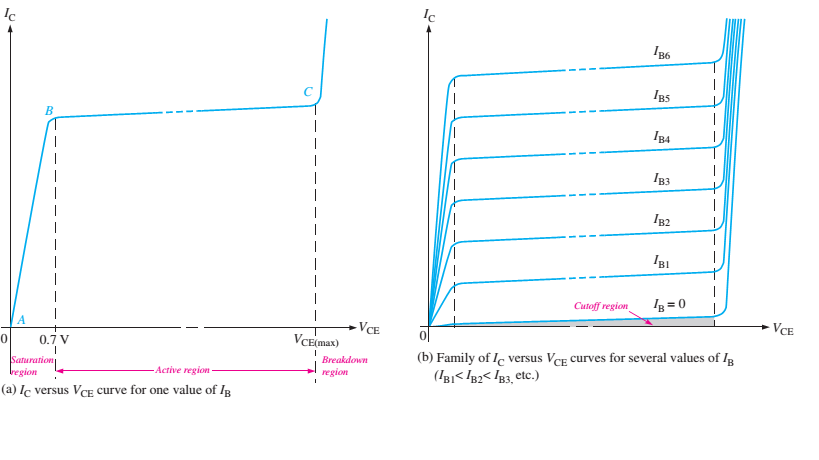 IC
B
C
A
0
0.7 V
VCE(max)
VCE
Saturation region
Active region
Breakdown region
(a) IC versus VCE curve for one value of IB
IC
IB6
IB5
IB4
IB3
IB2
IB1
Cutoff region
IB = 0
0
VCE
(b) Family of IC versus VCE curves for several values of IB
(IB1< IB2< IB3, etc.)